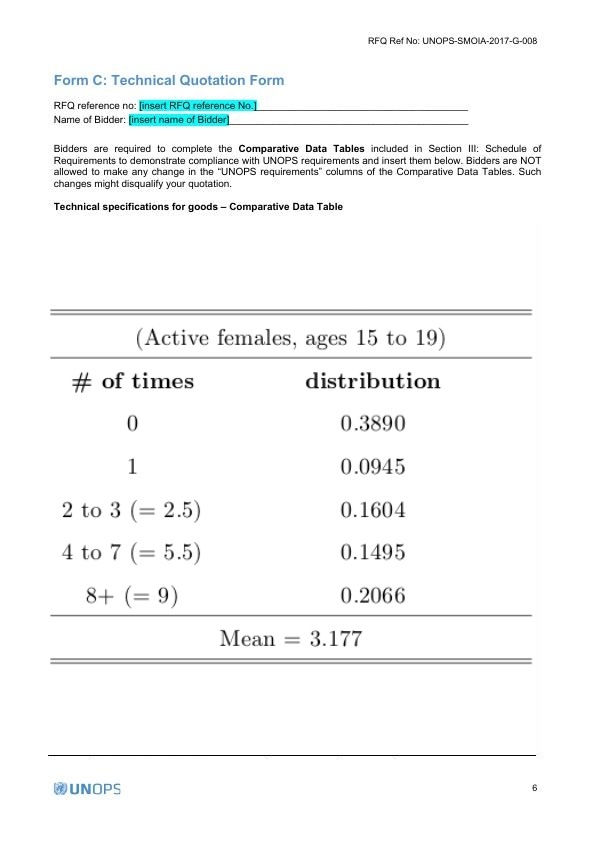 RFQ Ref No: UNOPS-SMOIA-2017-G-008
Form C: Technical Quotation Form
RFQ reference no: [insert RFQ reference No.]
Name of Bidder: [insert name of Bidder]
Bidders are required to complete the Comparative Data Tables included in Section III: Schedule of
Requirements to demonstrate compliance with UNOPS requirements and insert them below. Bidders are NOT
allowed to make any change in the “UNOPS requirements” columns of the Comparative Data Tables. Such
changes might disqualify your quotation.
Technical specifications for goods – Comparative Data Table
(Active females, ages 15 to 19)
# of times distribution
0 0.3890
1 0.0945
2 to 3 (= 2.5) 0.1604
4 to 7 (= 5.5) 0.1495
8+ (= 9) 0.2066
Mean = 3.177
UNOPS 6